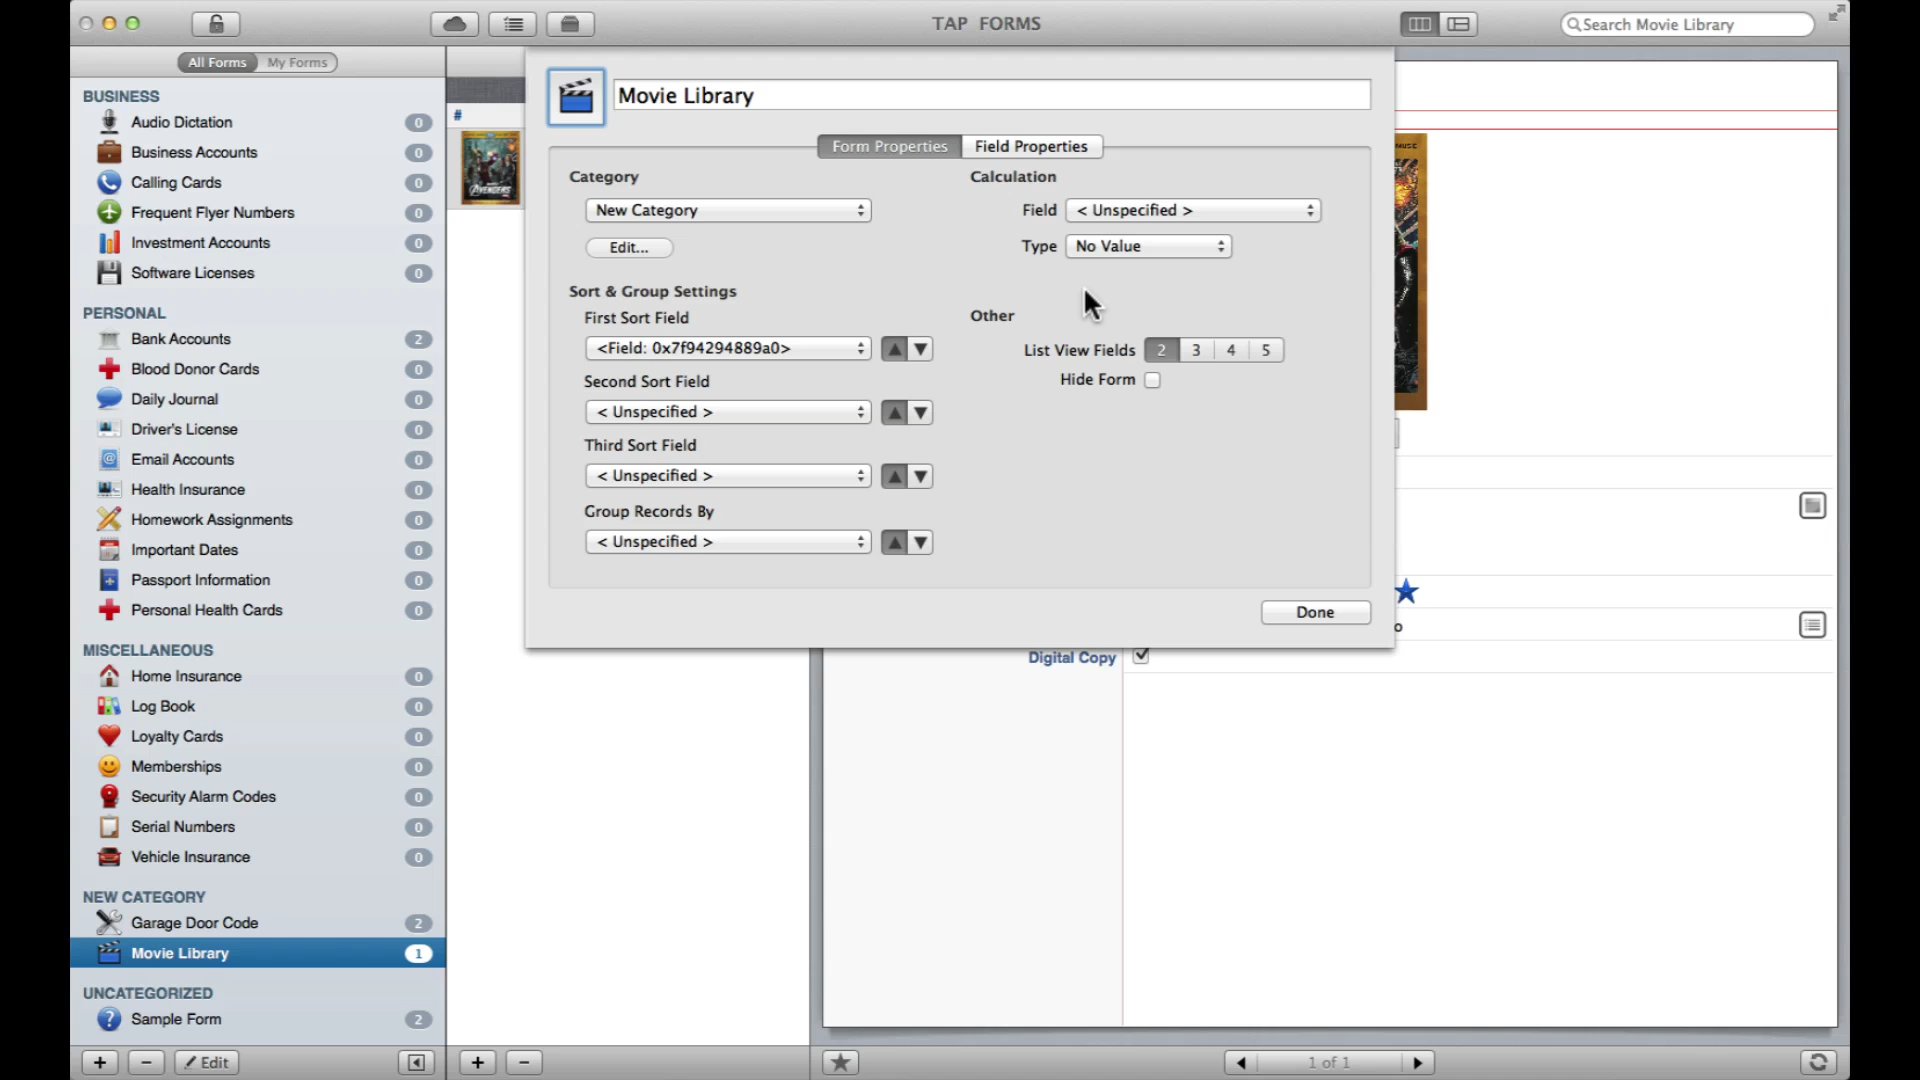 TAP FORMS
Search Movie Library
All Forms
My Forms
BUSINESS
Audio Dictation 0
Business Accounts 0
Calling Cards 0
Frequent Flyer Numbers 0
Investment Accounts 0
Software Licenses 0
PERSONAL
Bank Accounts 2
Blood Donor Cards 0
Daily Journal 0
Driver's License 0
Email Accounts 0
Health Insurance 0
Homework Assignments 0
Important Dates 0
Passport Information 0
Personal Health Cards 0
MISCELLANEOUS
Home Insurance 0
Log Book 0
Loyalty Cards 0
Memberships 0
Security Alarm Codes 0
Serial Numbers 0
Vehicle Insurance 0
NEW CATEGORY
Garage Door Code 2
Movie Library 1
UNCATEGORIZED
Sample Form 2
+ − Edit
#
AVENGERS
Movie Library
Form Properties
Field Properties
Category
New Category
Edit...
Sort & Group Settings
First Sort Field
<Field: 0x7f94294889a0>
Second Sort Field
< Unspecified >
Third Sort Field
< Unspecified >
Group Records By
< Unspecified >
Calculation
Field < Unspecified >
Type No Value
Other
List View Fields 2 3 4 5
Hide Form
Done
o
Digital Copy
+ −
1 of 1